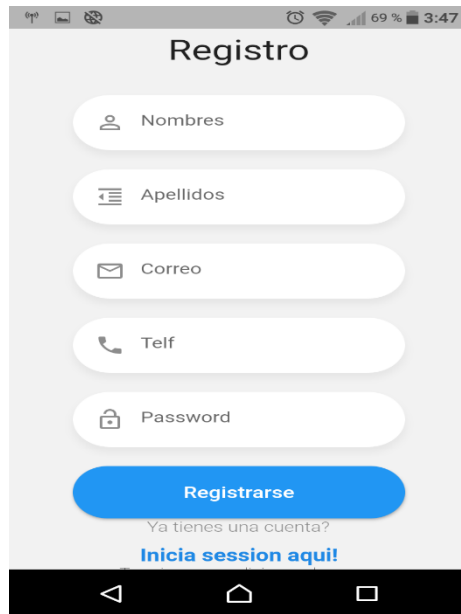 69 % 3:47
Registro
Nombres
Apellidos
Correo
Telf
Password
Registrarse
Ya tienes una cuenta?
Inicia session aqui!